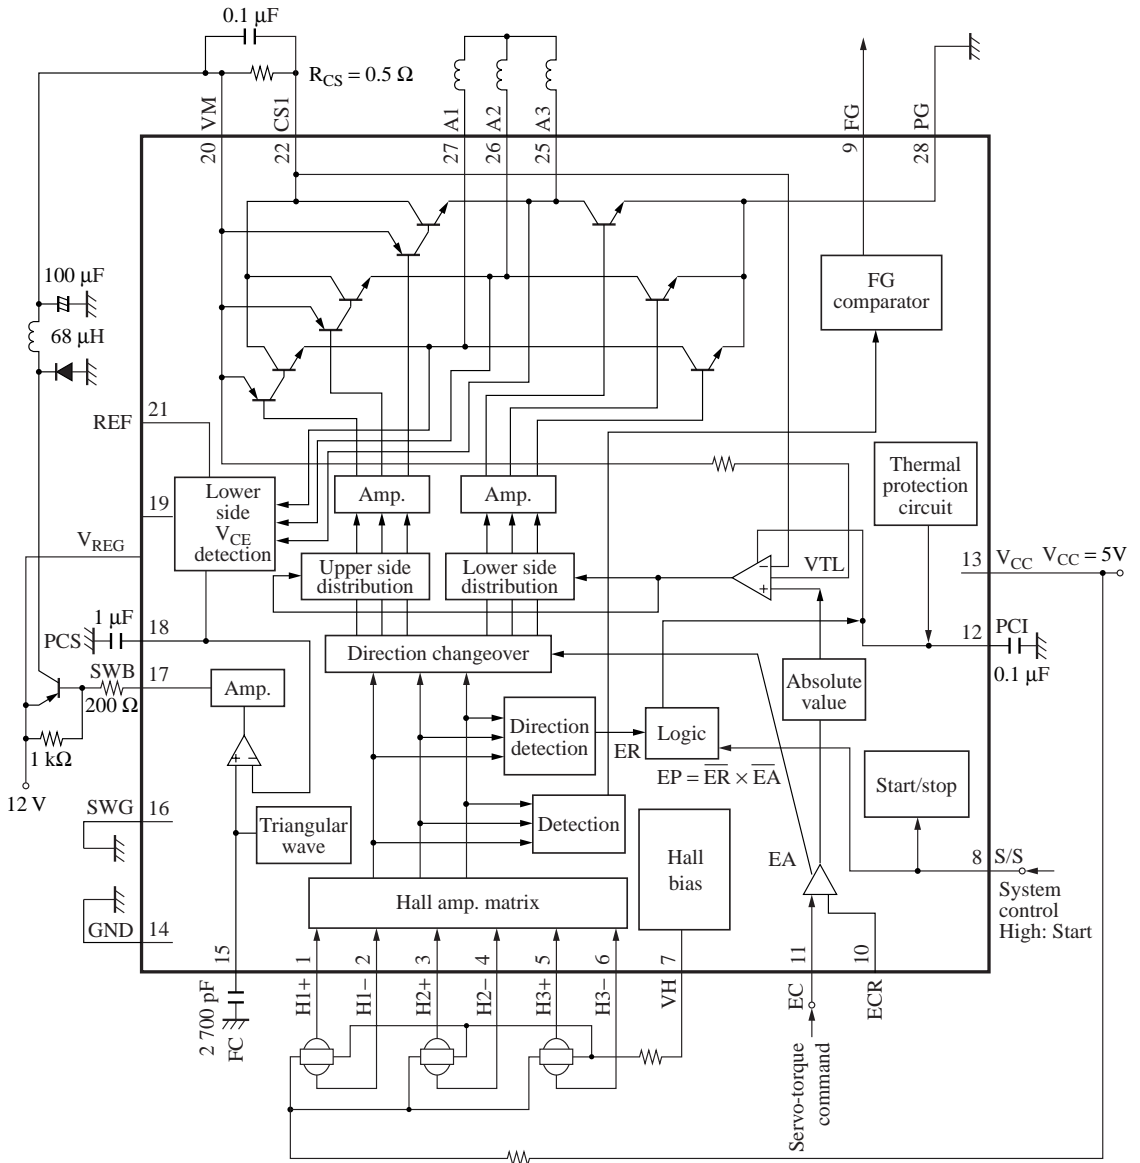 0.1 μF
R_CS = 0.5 Ω
20 VM
22 CS1
27 A1
26 A2
25 A3
9 FG
28 PG
100 μF
68 μH
FG
comparator
REF
21
19
Lower
side
V_CE
detection
V_REG
Amp.
Amp.
Thermal
protection
circuit
Upper side
distribution
Lower side
distribution
−
+
VTL
13
V_CC
V_CC = 5V
1 μF
PCS
18
Direction changeover
12
PCI
0.1 μF
SWB
17
200 Ω
Amp.
Absolute
value
1 kΩ
+ −
12 V
Direction
detection
ER
Logic
EP = E̅R̅ × E̅A̅
Start/stop
SWG
16
Triangular
wave
Detection
Hall
bias
EA
8
S/S
System
control
High: Start
Hall amp. matrix
GND
14
15
1
2
3
4
5
6
7
11
10
2 700 pF
FC
H1+
H1−
H2+
H2−
H3+
H3−
VH
EC
ECR
Servo-torque
command